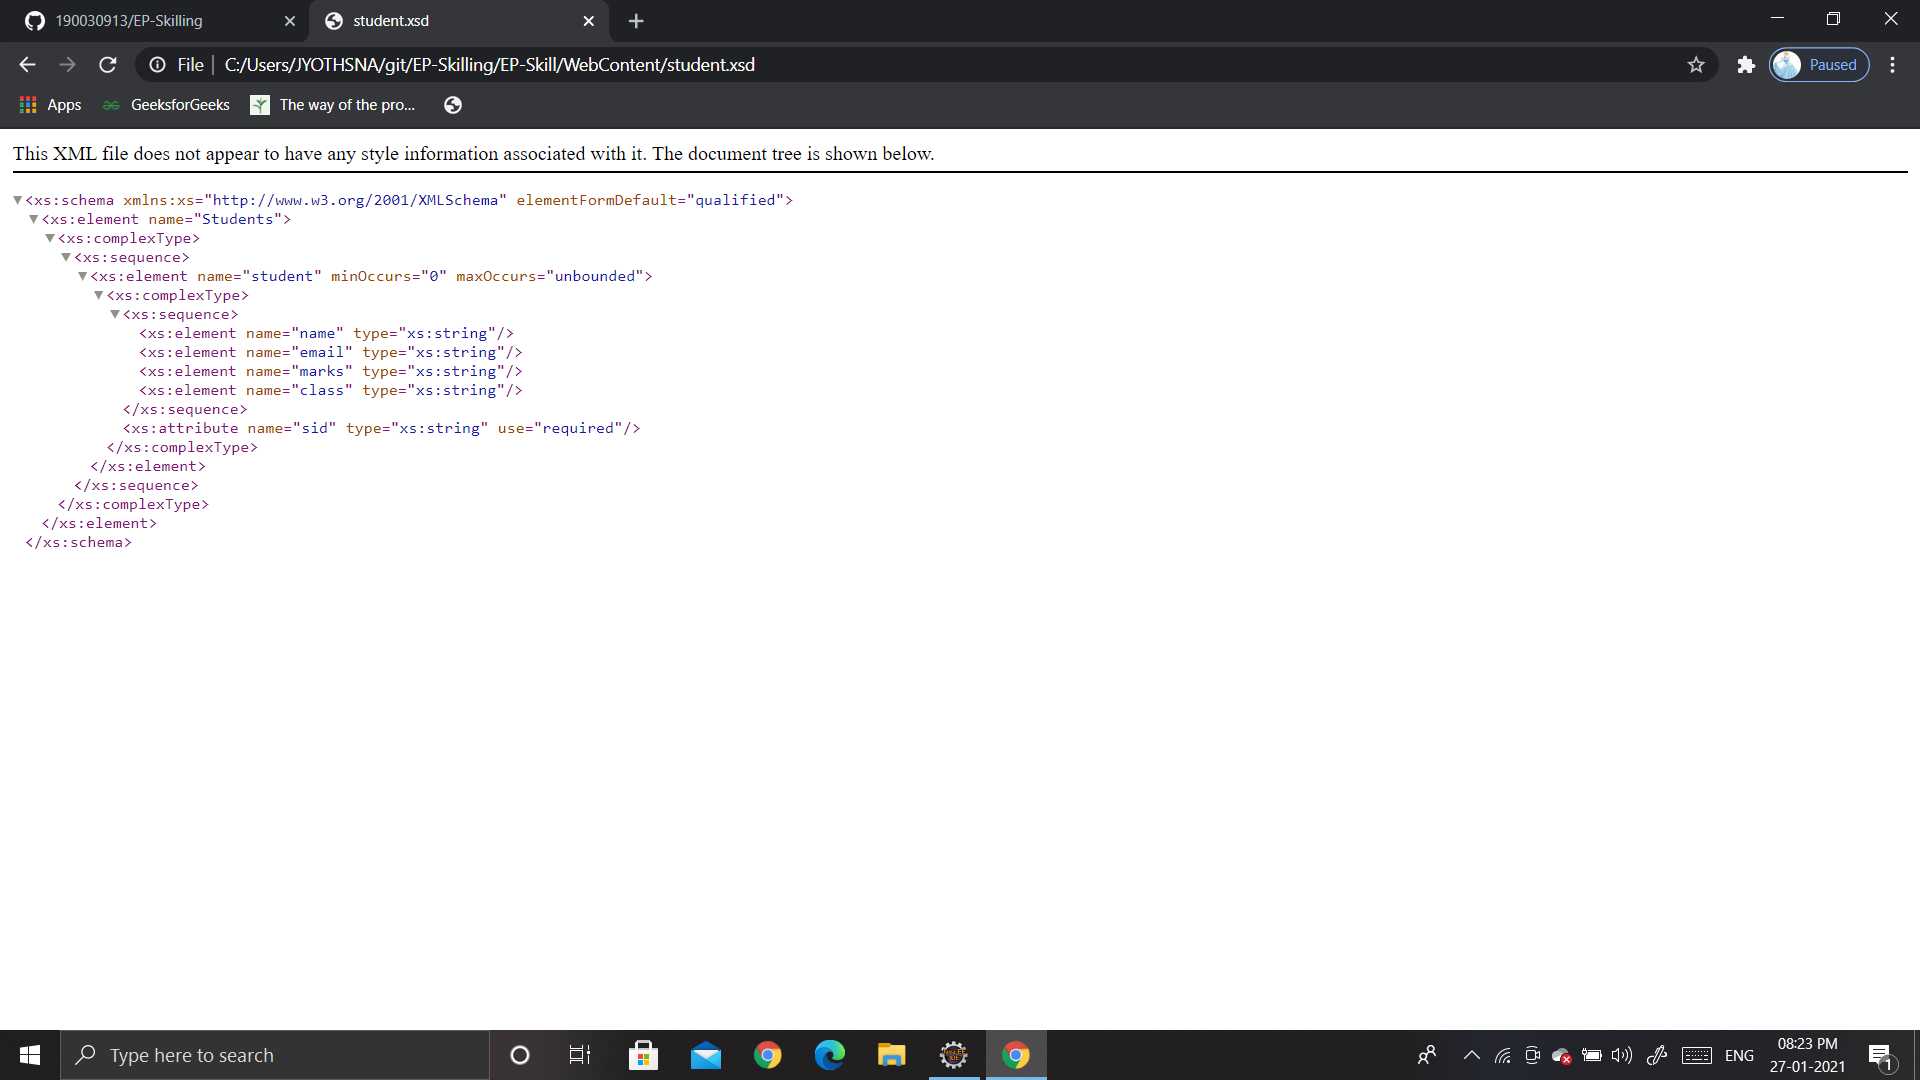 190030913/EP-Skilling
student.xsd
File
C:/Users/JYOTHSNA/git/EP-Skilling/EP-Skill/WebContent/student.xsd
Paused
Apps
GeeksforGeeks
The way of the pro...
This XML file does not appear to have any style information associated with it. The document tree is shown below.
<xs:schema xmlns:xs="http://www.w3.org/2001/XMLSchema" elementFormDefault="qualified">
<xs:element name="Students">
<xs:complexType>
<xs:sequence>
<xs:element name="student" minOccurs="0" maxOccurs="unbounded">
<xs:complexType>
<xs:sequence>
<xs:element name="name" type="xs:string"/>
<xs:element name="email" type="xs:string"/>
<xs:element name="marks" type="xs:string"/>
<xs:element name="class" type="xs:string"/>
</xs:sequence>
<xs:attribute name="sid" type="xs:string" use="required"/>
</xs:complexType>
</xs:element>
</xs:sequence>
</xs:complexType>
</xs:element>
</xs:schema>
Type here to search
ENG
08:23 PM
27-01-2021
1